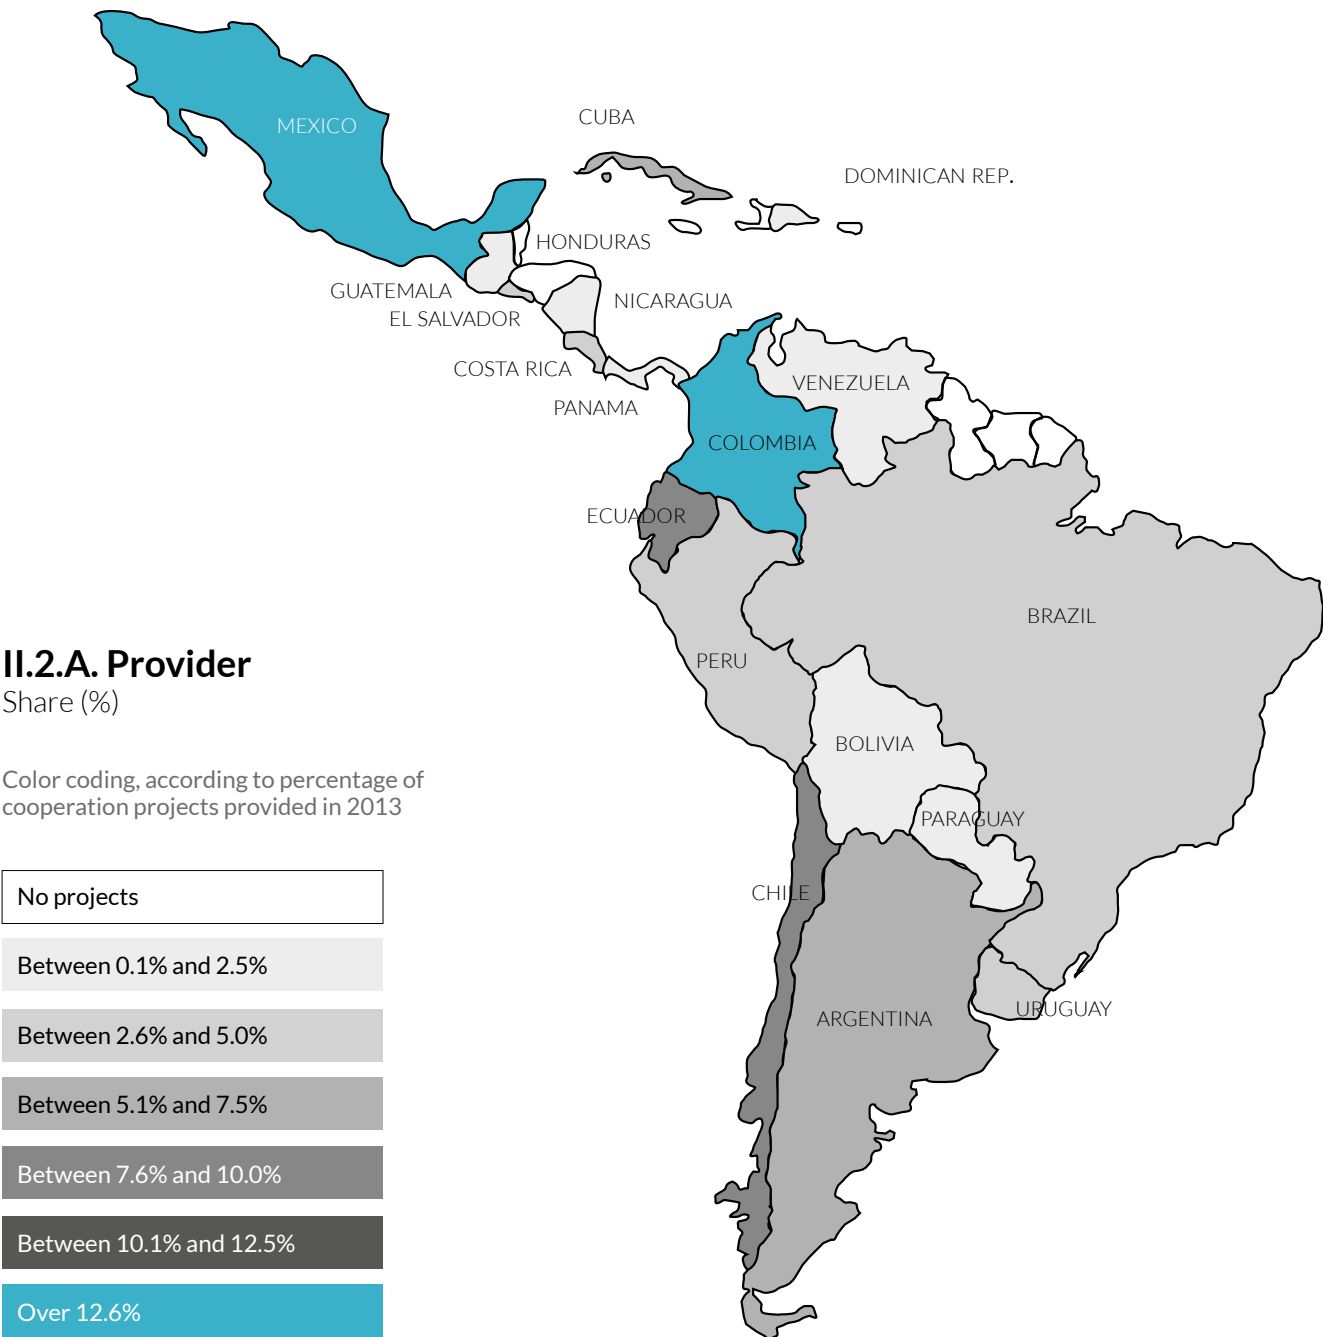 MEXICO
CUBA
DOMINICAN REP.
HONDURAS
GUATEMALA
NICARAGUA
EL SALVADOR
COSTA RICA
VENEZUELA
PANAMA
COLOMBIA
ECUADOR
BRAZIL
PERU
BOLIVIA
PARAGUAY
CHILE
ARGENTINA
URUGUAY
II.2.A. Provider
Share (%)
Color coding, according to percentage of
cooperation projects provided in 2013
No projects
Between 0.1% and 2.5%
Between 2.6% and 5.0%
Between 5.1% and 7.5%
Between 7.6% and 10.0%
Between 10.1% and 12.5%
Over 12.6%